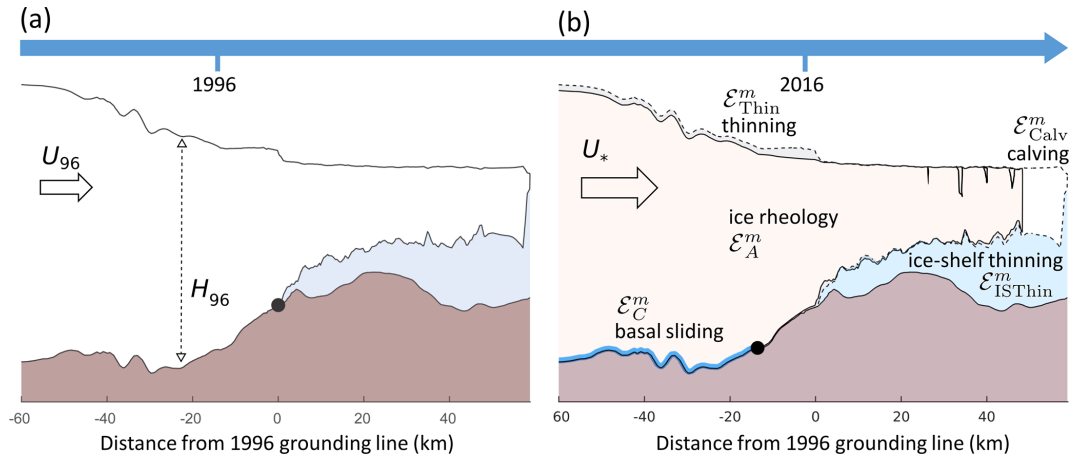 (a)
(b)
1996
2016
U96
H96
-60
-40
-20
0
20
40
Distance from 1996 grounding line (km)
ℰᵐThin
thinning
ℰᵐCalv
calving
U*
ice rheology
ℰᵐA
ice-shelf thinning
ℰᵐISThin
ℰᵐC
basal sliding
60
-40
-20
0
20
40
Distance from 1996 grounding line (km)